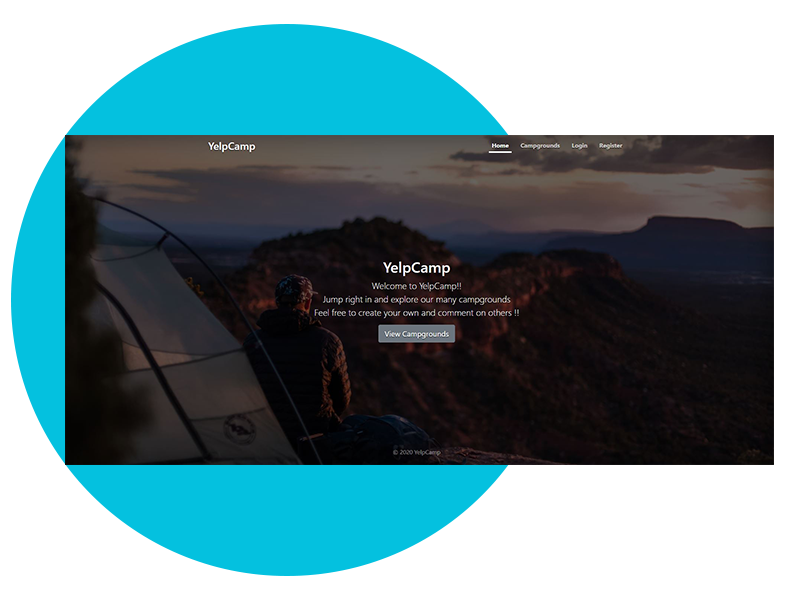 YelpCamp
Home Campgrounds Login Register
YelpCamp
Welcome to YelpCamp!!
Jump right in and explore our many campgrounds
Feel free to create your own and comment on others !!
View Campgrounds
© 2020 YelpCamp